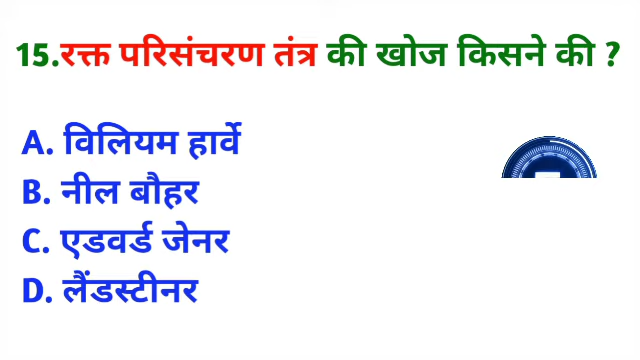 15.रक्त परिसंचरण तंत्र की खोज किसने की ?
A. विलियम हार्वे
B. नील बौहर
C. एडवर्ड जेनर
D. लैंडस्टीनर